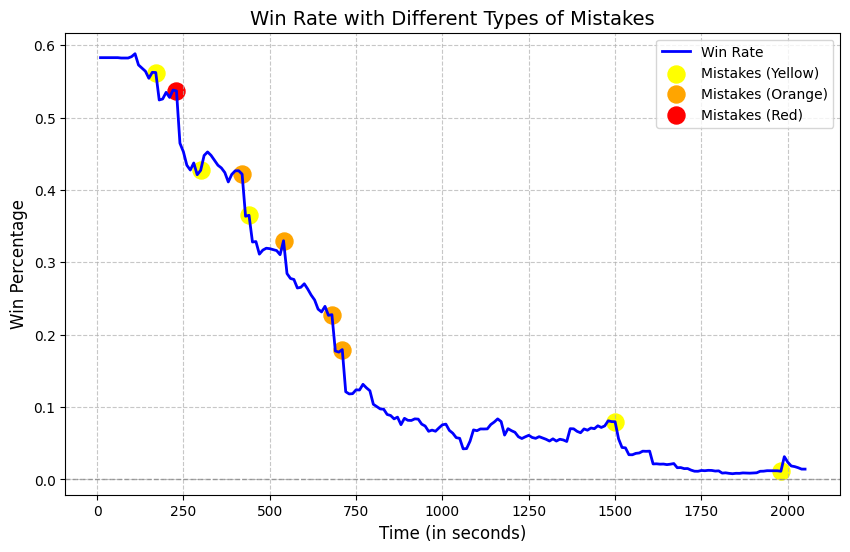 Win Rate with Different Types of Mistakes
Win Rate
Mistakes (Yellow)
Mistakes (Orange)
Mistakes (Red)
Win Percentage
0.6
0.5
0.4
0.3
0.2
0.1
0.0
0
250
500
750
1000
1250
1500
1750
2000
Time (in seconds)